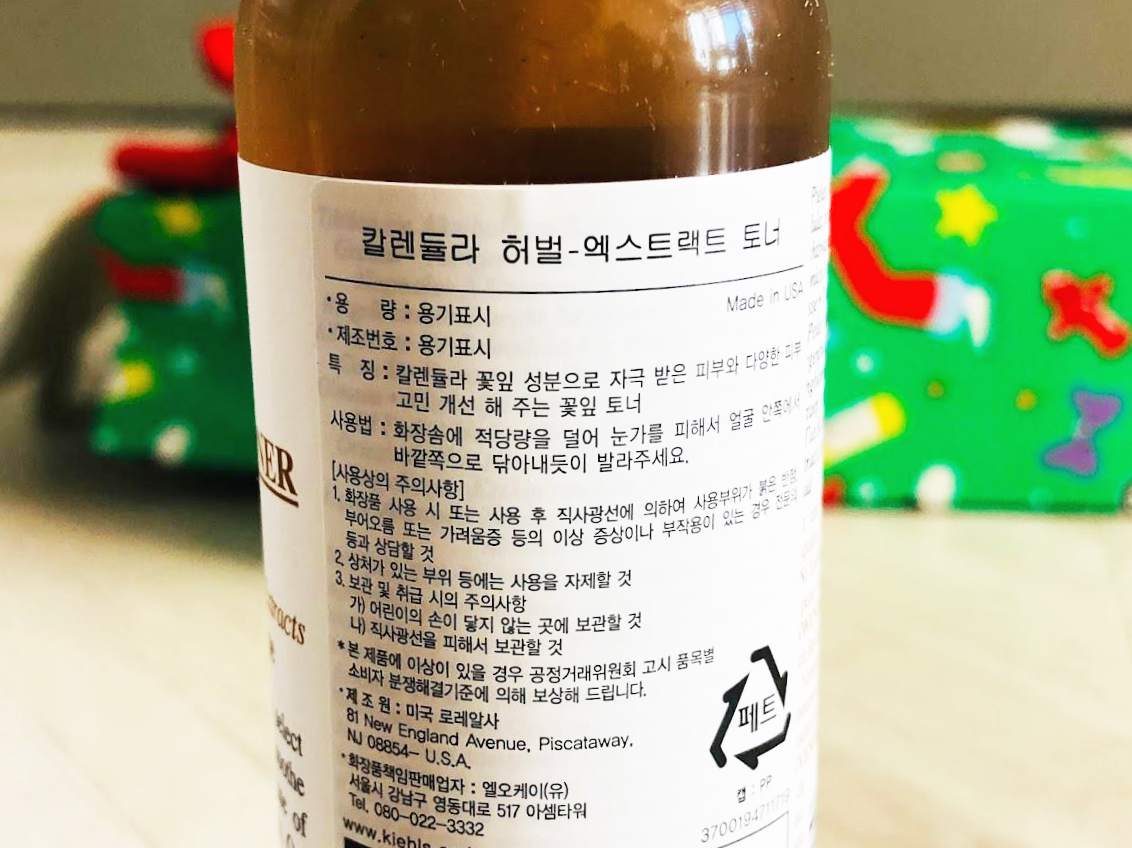 칼렌듈라 허벌-엑스트랙트 토너
Made in USA
·용 량 : 용기표시
·제조번호 : 용기표시
특 징 : 칼렌듈라 꽃잎 성분으로 자극 받은 피부와 다양한 피부
고민 개선 해 주는 꽃잎 토너
사용법 : 화장솜에 적당량을 덜어 눈가를 피해서 얼굴 안쪽에서
바깥쪽으로 닦아내듯이 발라주세요.
[사용상의 주의사항]
1. 화장품 사용 시 또는 사용 후 직사광선에 의하여 사용부위가 붉은 반점
부어오름 또는 가려움증 등의 이상 증상이나 부작용이 있는 경우 전문의
등과 상담할 것
2. 상처가 있는 부위 등에는 사용을 자제할 것
3. 보관 및 취급 시의 주의사항
가) 어린이의 손이 닿지 않는 곳에 보관할 것
나) 직사광선을 피해서 보관할 것
*본 제품에 이상이 있을 경우 공정거래위원회 고시 품목별
소비자 분쟁해결기준에 의해 보상해 드립니다.
·제 조 원 : 미국 로레알사
81 New England Avenue, Piscataway,
NJ 08854- U.S.A.
·화장품책임판매업자 : 엘오케이(유)
서울시 강남구 영동대로 517 아셈타워
Tel. 080-022-3332
페트
캡 : PP
NER
of